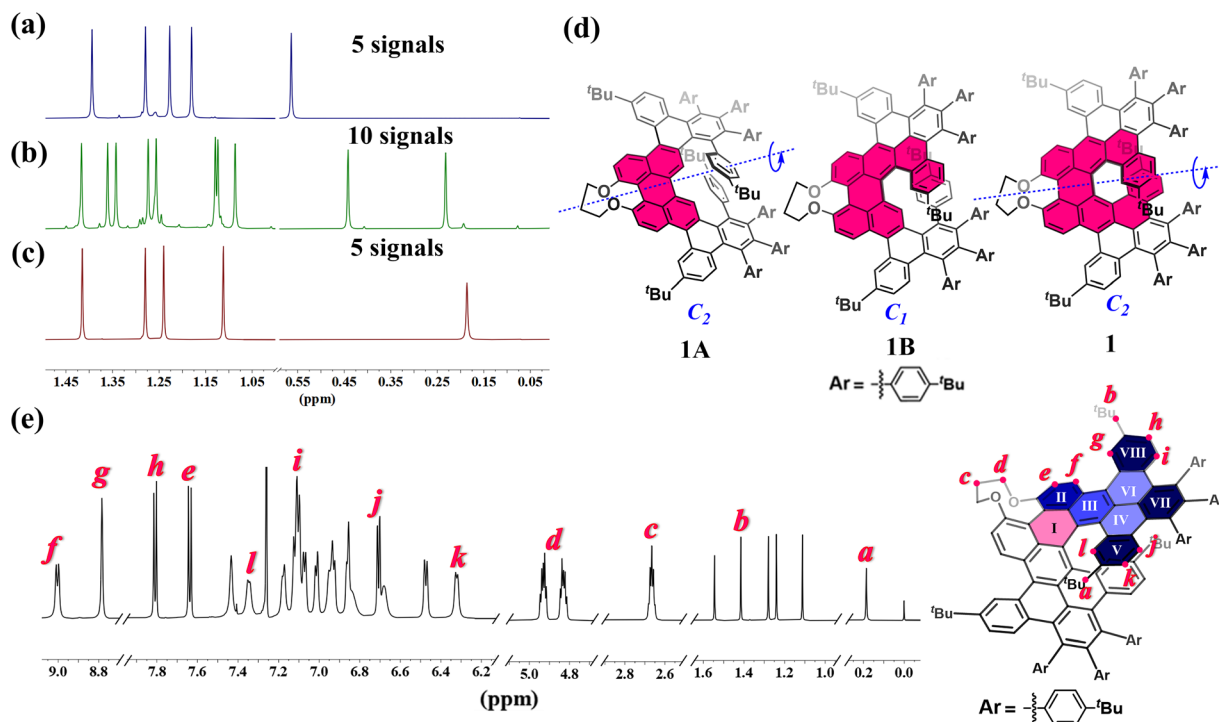 (a)
5 signals
(b)
10 signals
(c)
5 signals
1.45 1.35 1.25 1.15 1.05 0.55 0.45 0.35 0.25 0.15 0.05
(ppm)
(d)
tBu Ar Ar Ar tBu tBu O O Ar Ar Ar tBu
C2
1A
tBu Ar Ar Ar tBu tBu O O Ar Ar Ar tBu
C1
1B
tBu Ar Ar Ar tBu tBu O O Ar Ar Ar tBu
C2
1
Ar = tBu
(e)
f g h e l i j k d c b a
9.0 8.8 7.8 7.6 7.4 7.2 7.0 6.8 6.6 6.4 6.2 5.0 4.8 2.8 2.6 1.6 1.4 1.2 1.0 0.2 0.0
(ppm)
b
tBu h
g VIII i
c d e f Ar
O II III VI VII Ar
O I IV Ar
l V j tBu
tBu k
a
tBu Ar
Ar Ar
Ar = tBu